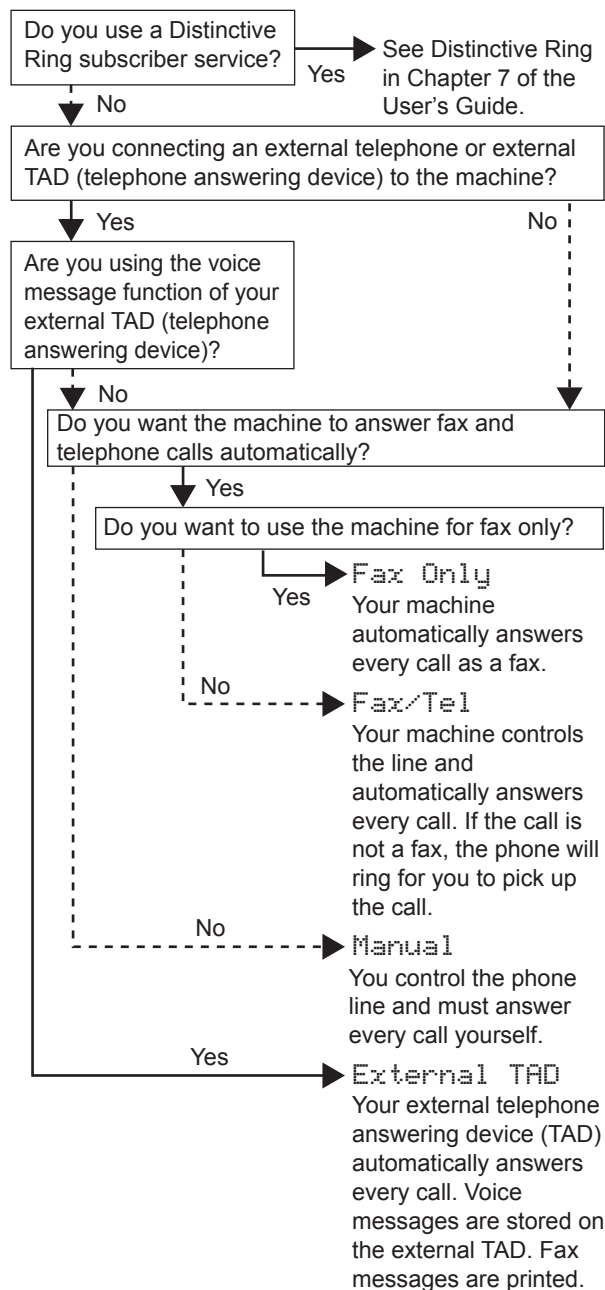 Do you use a Distinctive
Ring subscriber service?
Yes
See Distinctive Ring
in Chapter 7 of the
User's Guide.
No
Are you connecting an external telephone or external
TAD (telephone answering device) to the machine?
Yes
No
Are you using the voice
message function of your
external TAD (telephone
answering device)?
No
Do you want the machine to answer fax and
telephone calls automatically?
Yes
Do you want to use the machine for fax only?
Yes
Fax Only
Your machine
automatically answers
every call as a fax.
No
Fax/Tel
Your machine controls
the line and
automatically answers
every call. If the call is
not a fax, the phone will
ring for you to pick up
the call.
No
Manual
You control the phone
line and must answer
every call yourself.
Yes
External TAD
Your external telephone
answering device (TAD)
automatically answers
every call. Voice
messages are stored on
the external TAD. Fax
messages are printed.